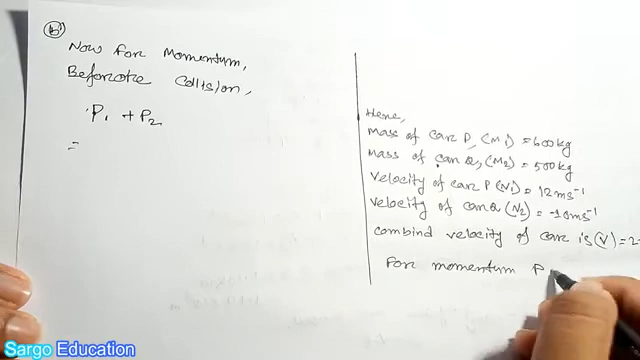 b)
Now for Momentum,
Before Collision,
P₁ + P₂
=
Here,
Mass of car P, (M₁) = 600 kg
Mass of car Q, (M₂) = 500 kg
velocity of car P (V₁) = 12 ms⁻¹
velocity of car Q (V₂) = -10 ms⁻¹
combind velocity of car is (V) = 2
For momentum P
Sargo Education